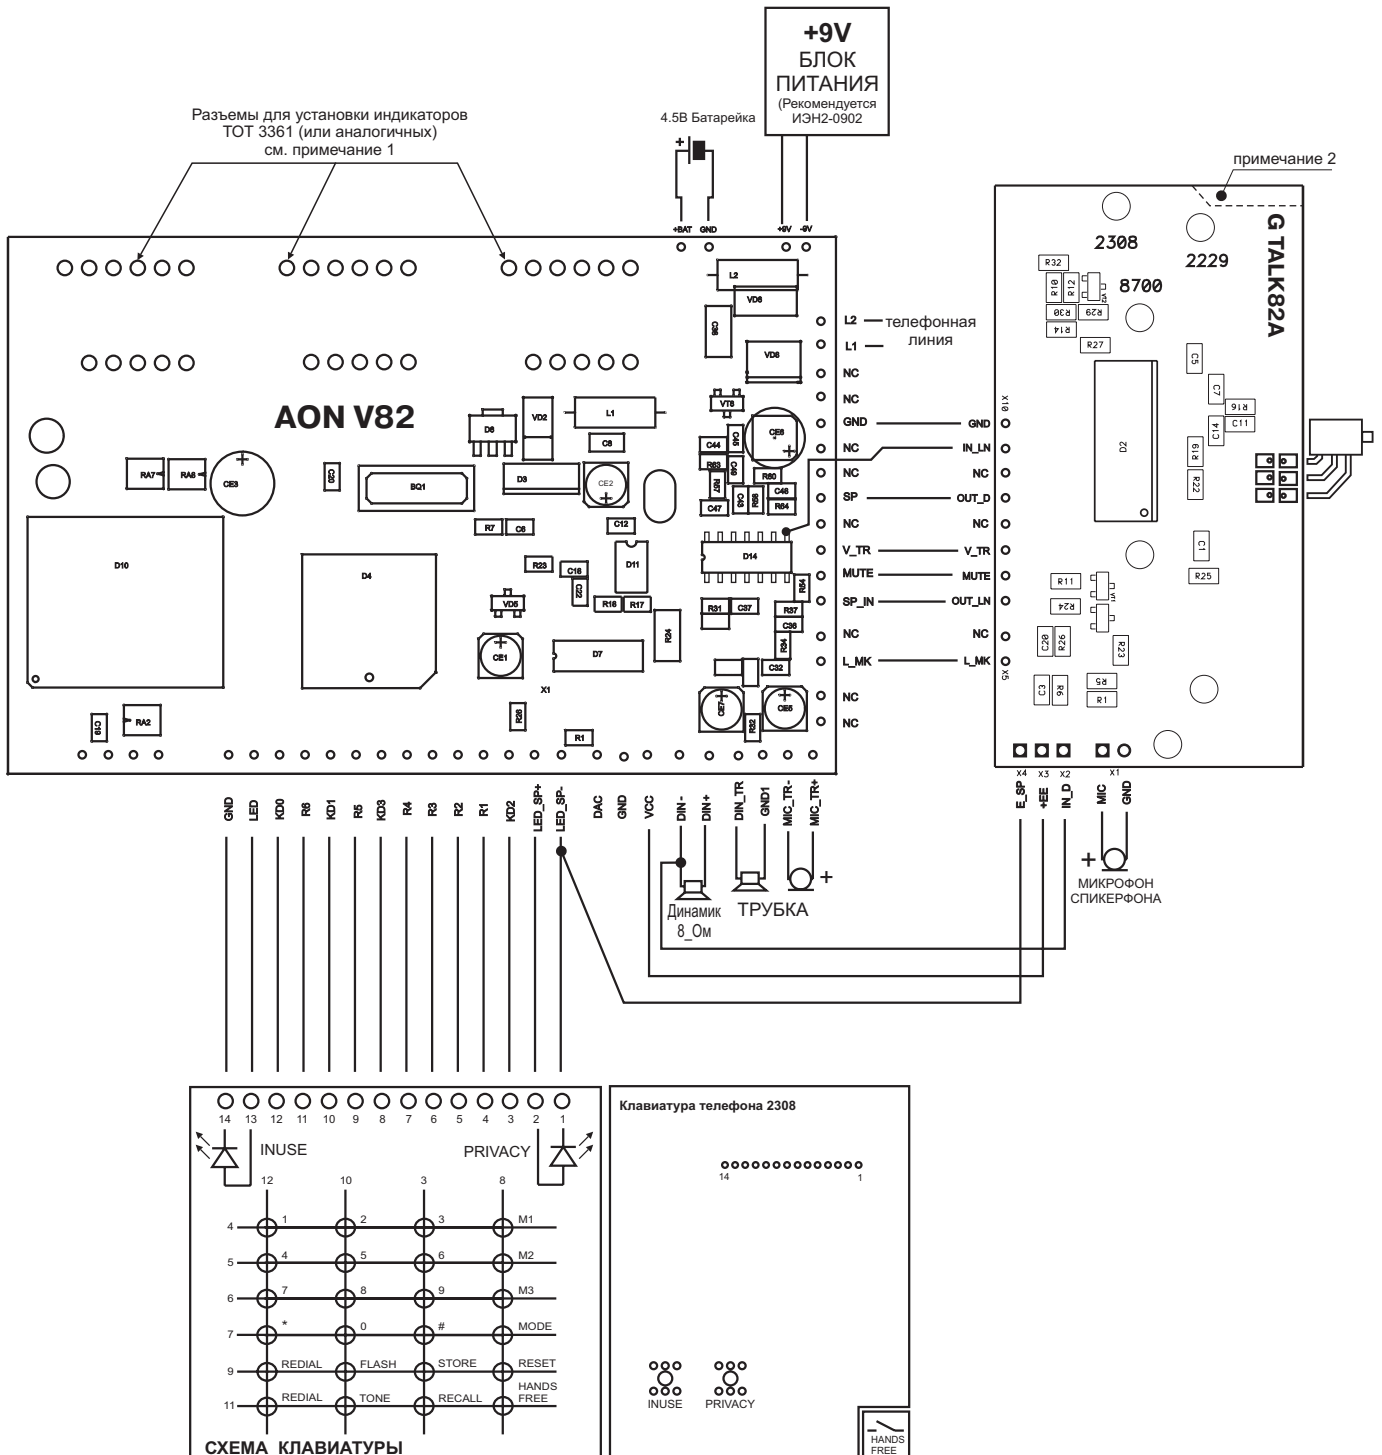 +9V
БЛОК
ПИТАНИЯ
(Рекомендуется
ИЭН2-0902
Разъемы для установки индикаторов
ТОТ 3361 (или аналогичных)
см. примечание 1
4.5В Батарейка
+
примечание 2
+BAT GND +9V -9V
AON V82
L2
VD6
C38
VD8
VT8
CE6
*
C45
C44
R63
C49
R57
R60
C48
C43
R58
R64
C47
D14
R54
R31
C37
R37
C36
R34
C32
CE7
CE5
R32
RA7
RA8
CE3
C20
BQ1
D8
VD2
L1
C8
D3
CE2
R7
C6
C12
D10
D4
R23
C18
C22
D11
VD5
R16
R17
R24
CE1
D7
X1
R26
R1
C19
RA2
L2
L1
телефонная
линия
NC
NC
GND
NC
NC
SP
NC
V_TR
MUTE
SP_IN
NC
L_MK
NC
NC
GND
IN_LN
NC
OUT_D
NC
V_TR
MUTE
OUT_LN
NC
L_MK
G TALK82A
2308
2229
8700
R32
R10
R12
VT2
R30
R29
R14
R27
C5
C7
R16
C14
C11
R19
R22
X10
D2
C1
R25
R11
VT1
R24
C20
R26
R23
X5
C3
R6
R5
R1
X4 X3 X2 X1
E_SP
+EE
IN_D
MIC
GND
+
МИКРОФОН
СПИКЕРФОНА
GND
LED
KD0
R6
KD1
R5
KD3
R4
R3
R2
R1
KD2
LED_SP+
LED_SP-
DAC
GND
VCC
DIN -
DIN +
DIN_TR
GND1
MIC_TR-
MIC_TR+
+
Динамик
8_Ом
ТРУБКА
14 13 12 11 10 9 8 7 6 5 4 3 2 1
INUSE
PRIVACY
12 10 3 8
4 1 2 3 M1
5 4 5 6 M2
6 7 8 9 M3
7 * 0 # MODE
9 REDIAL FLASH STORE RESET
11 REDIAL TONE RECALL HANDS
FREE
СХЕМА КЛАВИАТУРЫ
Клавиатура телефона 2308
14 1
INUSE
PRIVACY
HANDS
FREE